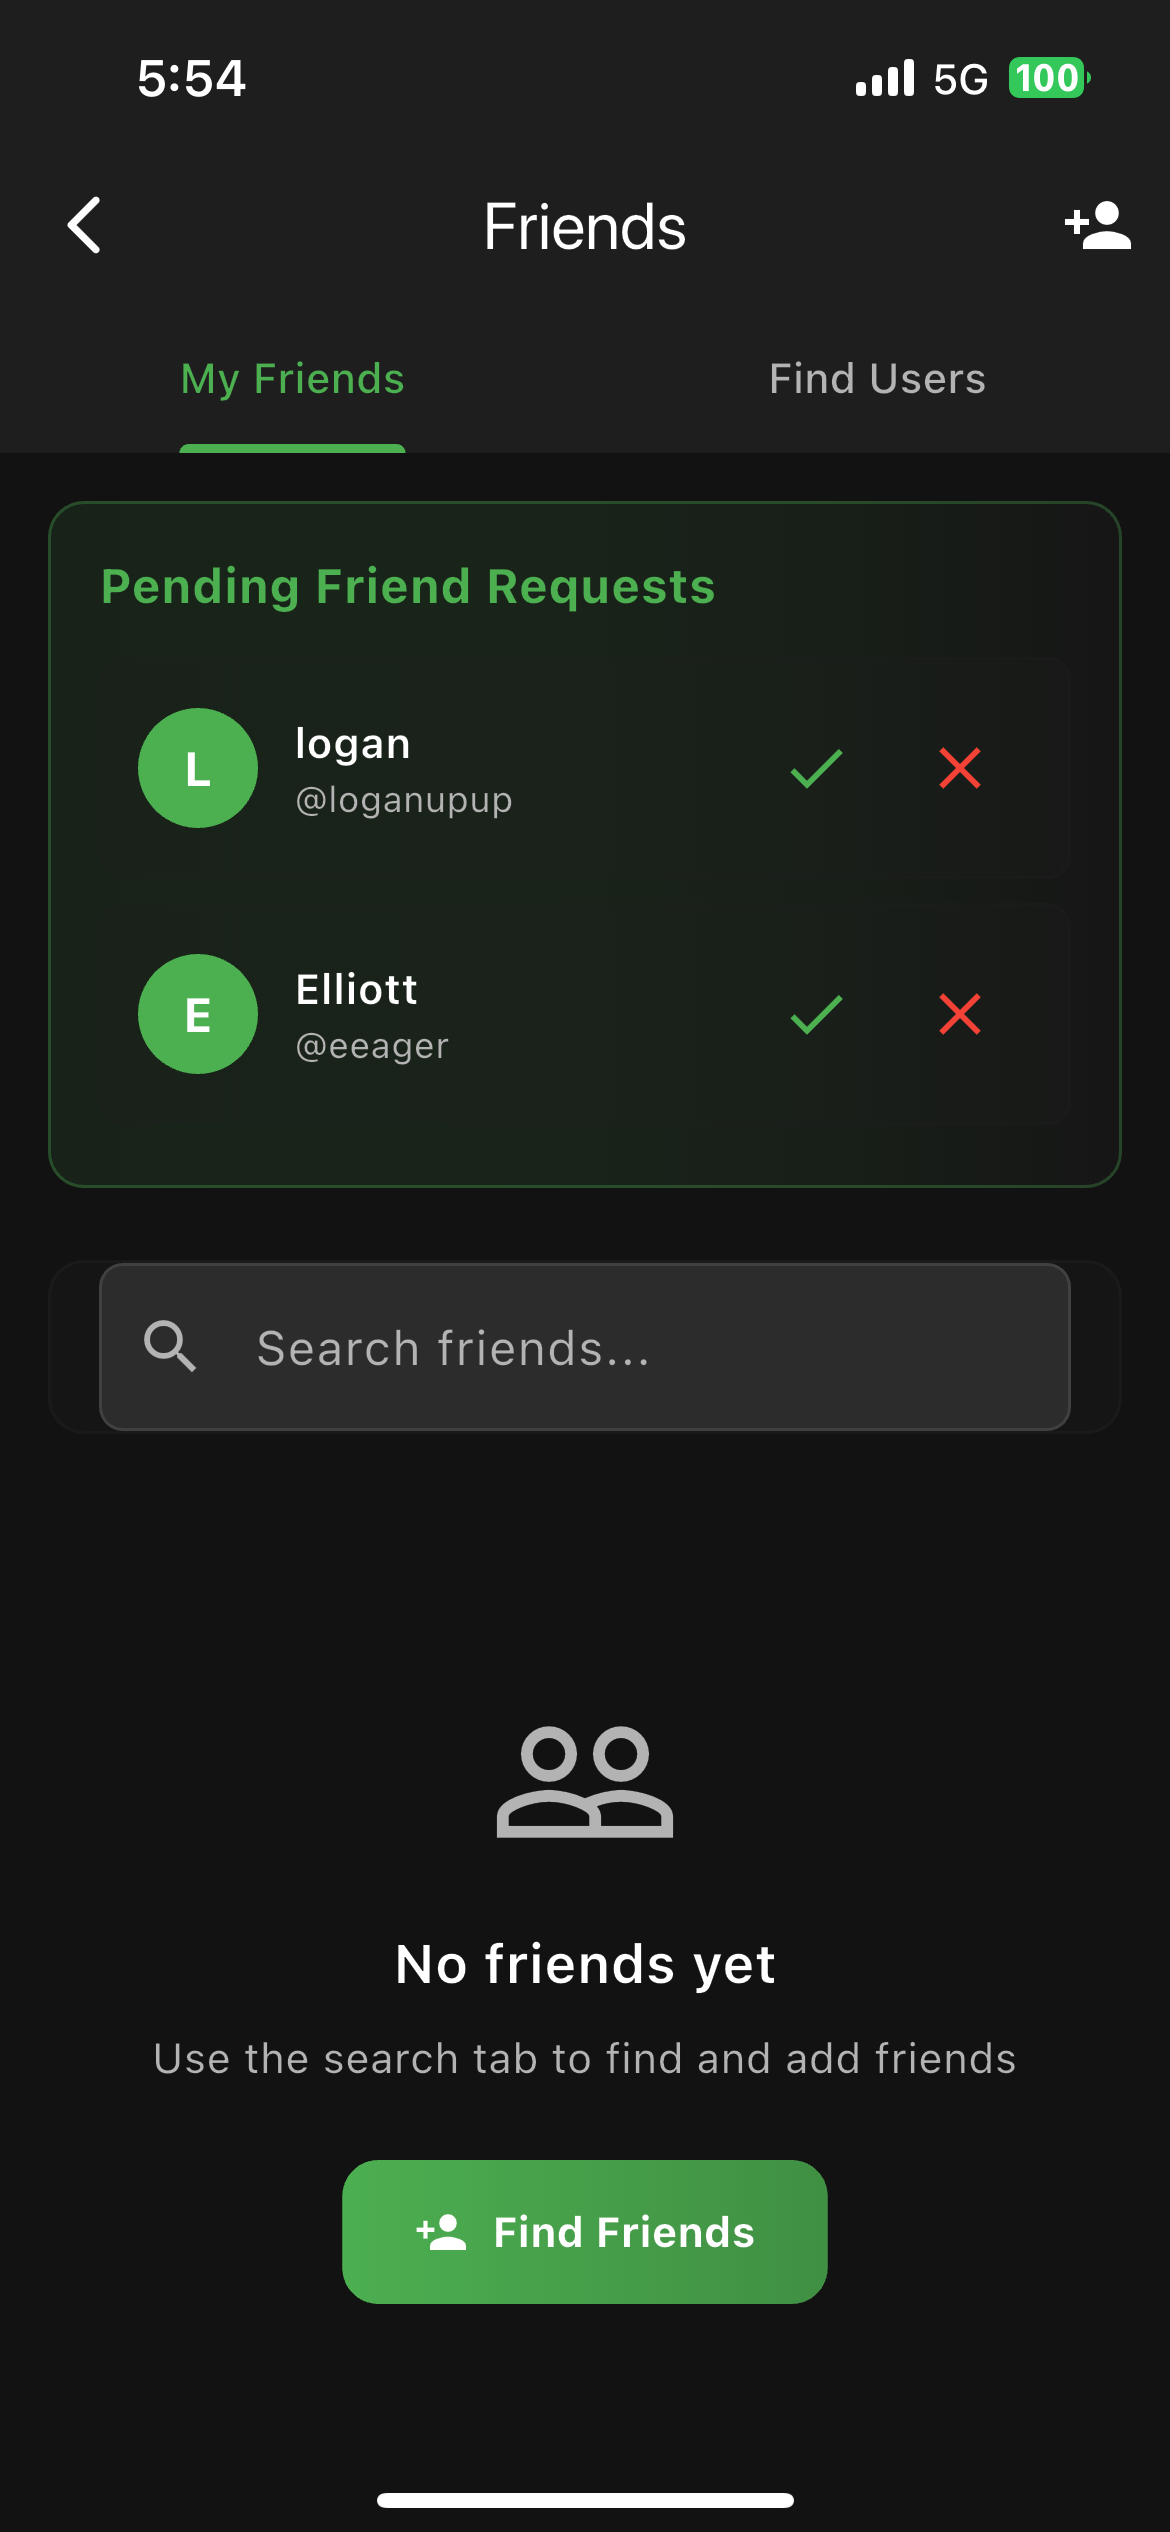 5:54
5G 100
Friends
My Friends
Find Users
Pending Friend Requests
L
logan
@loganupup
E
Elliott
@eeager
Search friends...
No friends yet
Use the search tab to find and add friends
Find Friends